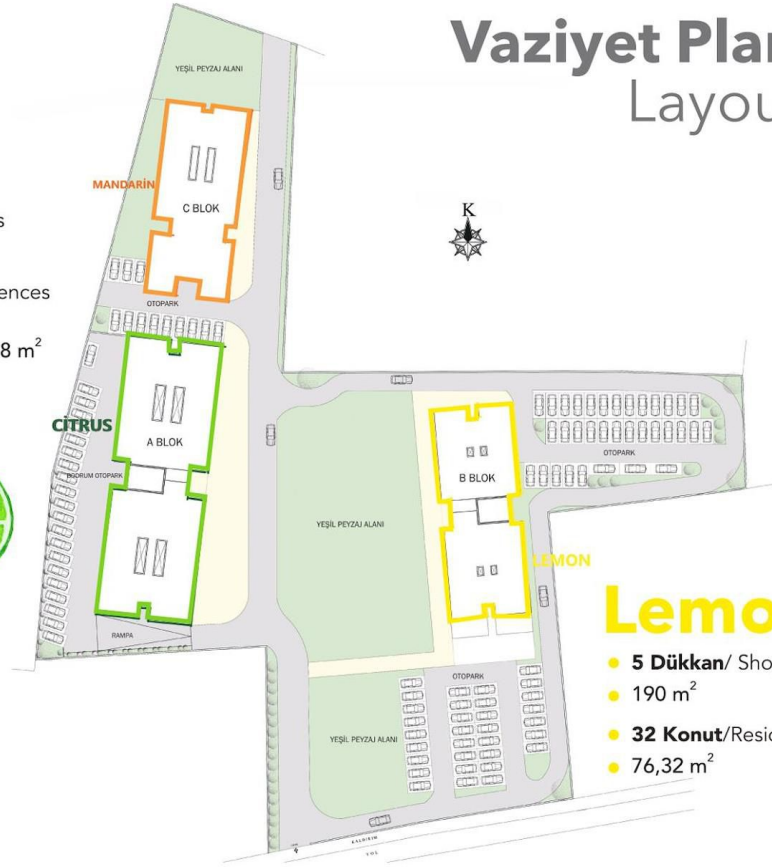 Vaziyet Plan
Layou
YEŞİL PEYZAJ ALANI
MANDARİN
C BLOK
K
s
ences
OTOPARK
8 m²
CİTRUS
A BLOK
BODRUM OTOPARK
OTOPARK
B BLOK
YEŞİL PEYZAJ ALANI
LEMON
Lemo
RAMPA
5 Dükkan/ Sho
OTOPARK
190 m²
YEŞİL PEYZAJ ALANI
32 Konut/Resid
76,32 m²
KALDIRIM
YOL